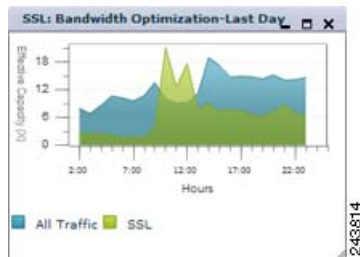 SSL: Bandwidth Optimization-Last Day
Effective Capacity (X)
18
12
6
0
2:00 7:00 12:00 17:00 22:00
Hours
All Traffic SSL
243814